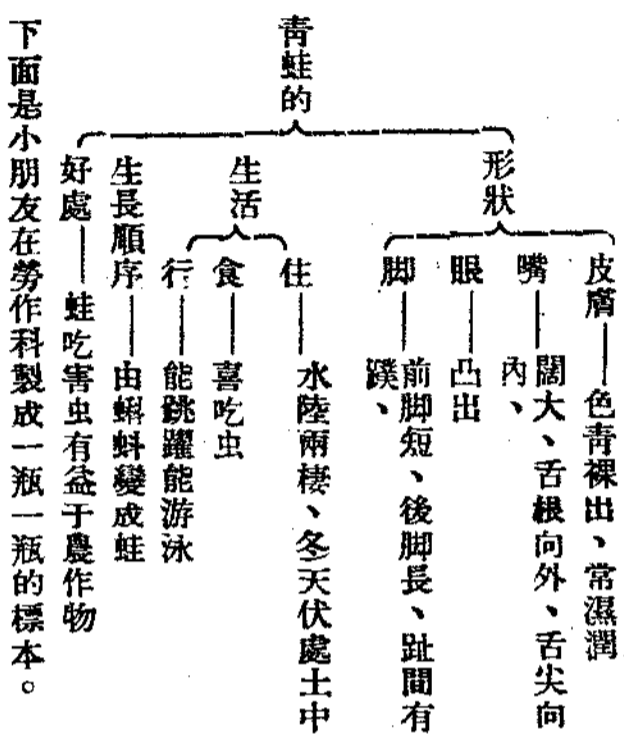 青蛙的
形狀
皮膚
色青裸出、常濕潤
嘴
闊大、舌根向外、舌尖向
內、
眼
凸出
脚
前脚短、後脚長、趾間有
蹼、
生活
住
水陸兩棲、冬天伏處土中
食
喜吃虫
行
能跳躍能游泳
生長順序
由蝌蚪變成蛙
好處
蛙吃害虫有益于農作物
下面是小朋友在勞作科製成一瓶一瓶的標本。